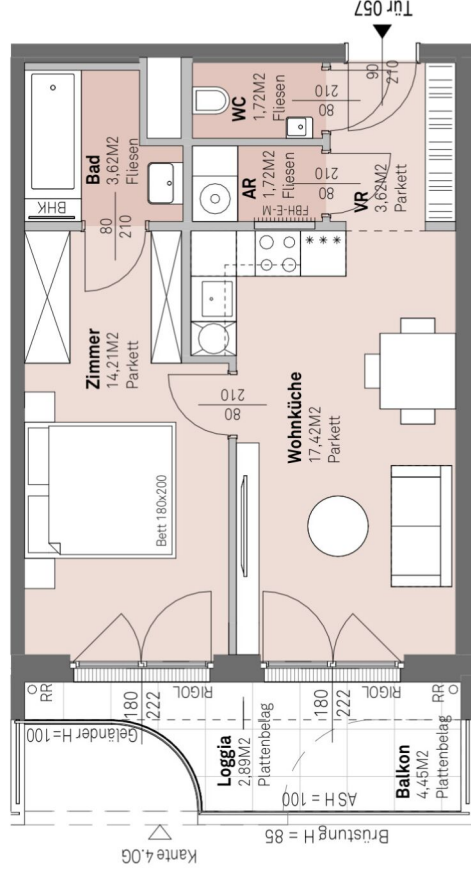 Tür 057
90
210
WC
1,72M2
Fliesen
80
210
AR
1,72M2
Fliesen
80
210
FBH-E-M
VR
3,62M2
Parkett
Bad
3,62M2
Fliesen
BHK
80
210
Zimmer
14,21M2
Parkett
80
210
Bett 180x200
Wohnküche
17,42M2
Parkett
***
RR
RIGOL
180
222
RIGOL
RR
180
222
Geländer H=100
Loggia
2,89M2
Plattenbelag
ASH = 100
Balkon
4,45M2
Plattenbelag
Brüstung H = 85
Kante 4.OG